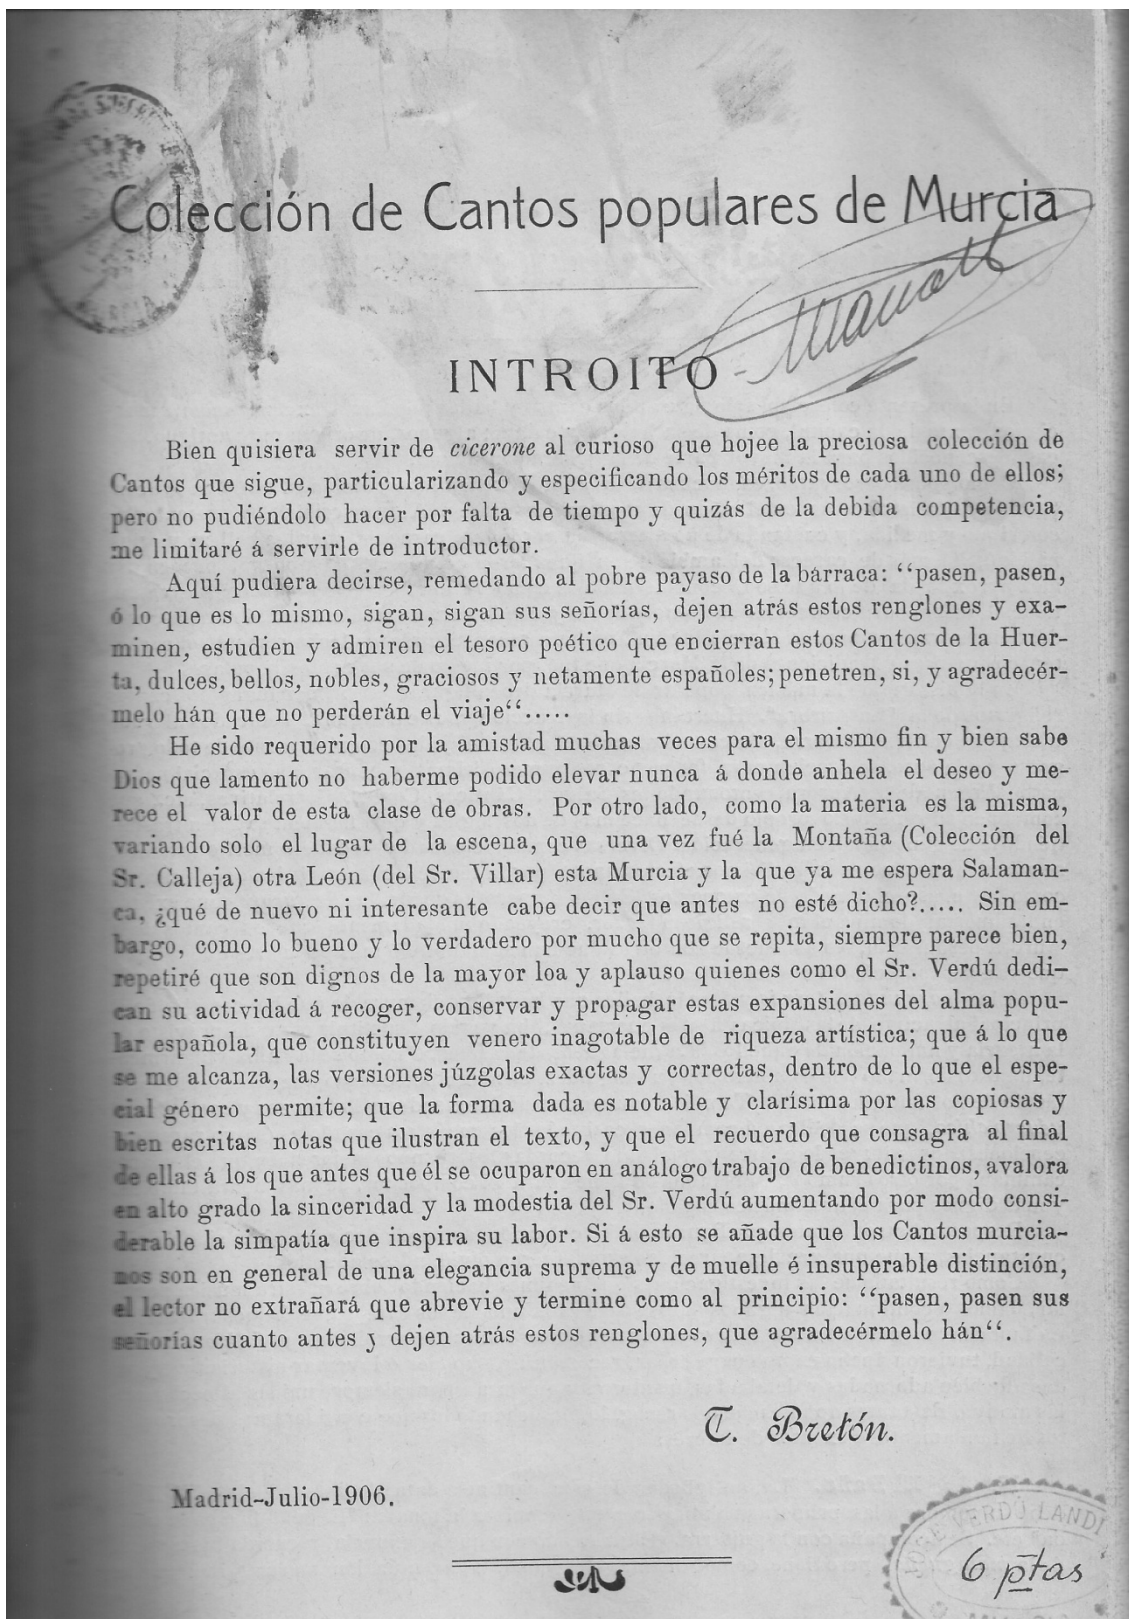 Colección de Cantos populares de Murcia
INTROITO
Bien quisiera servir de cicerone al curioso que hojee la preciosa colección de
Cantos que sigue, particularizando y especificando los méritos de cada uno de ellos;
pero no pudiéndolo hacer por falta de tiempo y quizás de la debida competencia,
me limitaré á servirle de introductor.
Aquí pudiera decirse, remedando al pobre payaso de la bárraca: “pasen, pasen,
ó lo que es lo mismo, sigan, sigan sus señorías, dejen atrás estos renglones y exa-
minen, estudien y admiren el tesoro poético que encierran estos Cantos de la Huer-
ta, dulces, bellos, nobles, graciosos y netamente españoles; penetren, si, y agradecér-
melo hán que no perderán el viaje“.....
He sido requerido por la amistad muchas veces para el mismo fin y bien sabe
Dios que lamento no haberme podido elevar nunca á donde anhela el deseo y me-
rece el valor de esta clase de obras. Por otro lado, como la materia es la misma,
variando solo el lugar de la escena, que una vez fué la Montaña (Colección del
Sr. Calleja) otra León (del Sr. Villar) esta Murcia y la que ya me espera Salaman-
ca, ¿qué de nuevo ni interesante cabe decir que antes no esté dicho?..... Sin em-
bargo, como lo bueno y lo verdadero por mucho que se repita, siempre parece bien,
repetiré que son dignos de la mayor loa y aplauso quienes como el Sr. Verdú dedi-
can su actividad á recoger, conservar y propagar estas expansiones del alma popu-
lar española, que constituyen venero inagotable de riqueza artística; que á lo que
se me alcanza, las versiones júzgolas exactas y correctas, dentro de lo que el espe-
cial género permite; que la forma dada es notable y clarísima por las copiosas y
bien escritas notas que ilustran el texto, y que el recuerdo que consagra al final
de ellas á los que antes que él se ocuparon en análogo trabajo de benedictinos, avalora
en alto grado la sinceridad y la modestia del Sr. Verdú aumentando por modo consi-
derable la simpatía que inspira su labor. Si á esto se añade que los Cantos murcia-
nos son en general de una elegancia suprema y de muelle é insuperable distinción,
el lector no extrañará que abrevie y termine como al principio: “pasen, pasen sus
señorías cuanto antes y dejen atrás estos renglones, que agradecérmelo hán“.
T. Bretón.
Madrid-Julio-1906.
JOSE VERDÚ LANDI
6 ptas